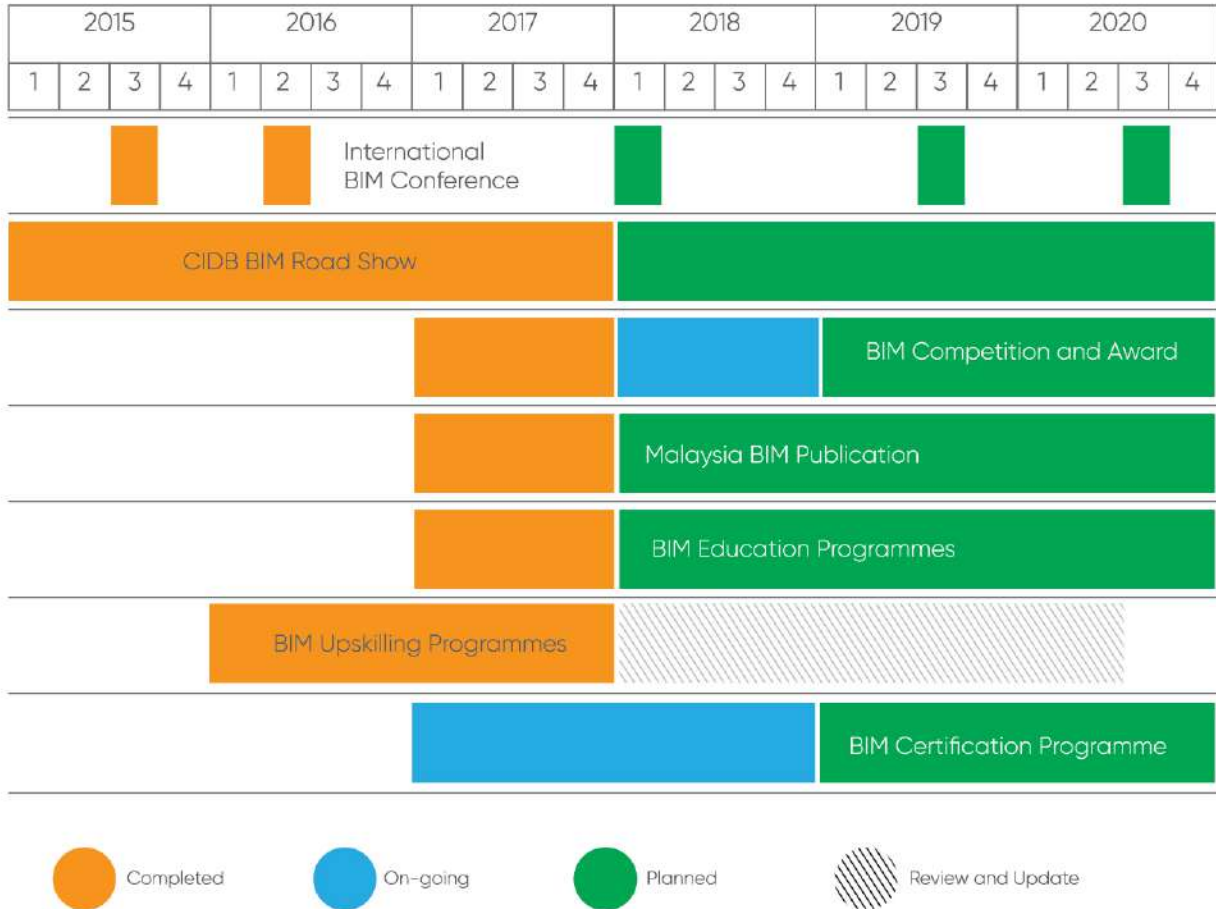 2015 2016 2017 2018 2019 2020
1 2 3 4 1 2 3 4 1 2 3 4 1 2 3 4 1 2 3 4 1 2 3 4
International
BIM Conference
CIDB BIM Road Show
BIM Competition and Award
Malaysia BIM Publication
BIM Education Programmes
BIM Upskilling Programmes
BIM Certification Programme
Completed On-going Planned Review and Update